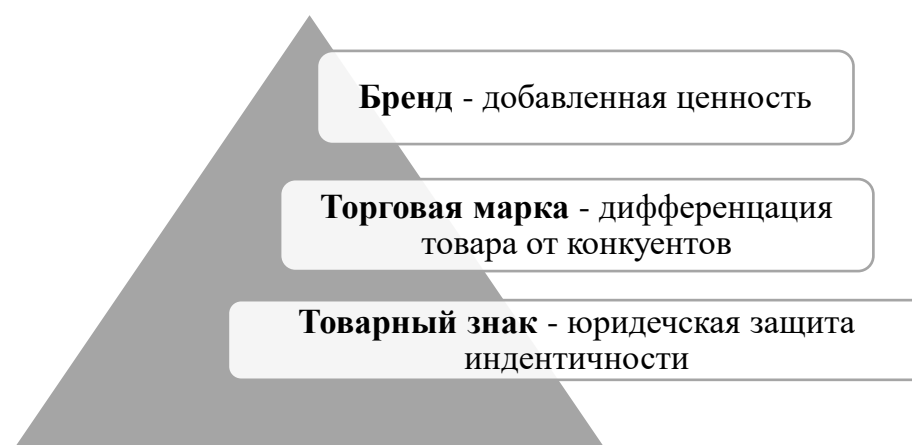 Бренд - добавленная ценность
Торговая марка - дифференцация
товара от конкуентов
Товарный знак - юридечская защита
индентичности